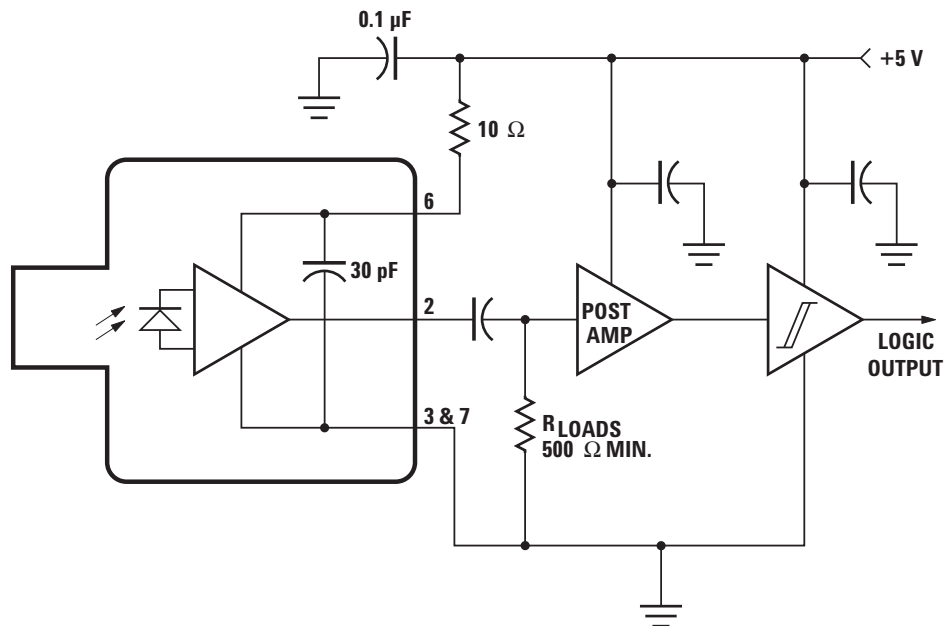 0.1 µF
+5 V
10 Ω
6
30 pF
2
POST
AMP
LOGIC
OUTPUT
3 & 7
RLOADS
500 Ω MIN.